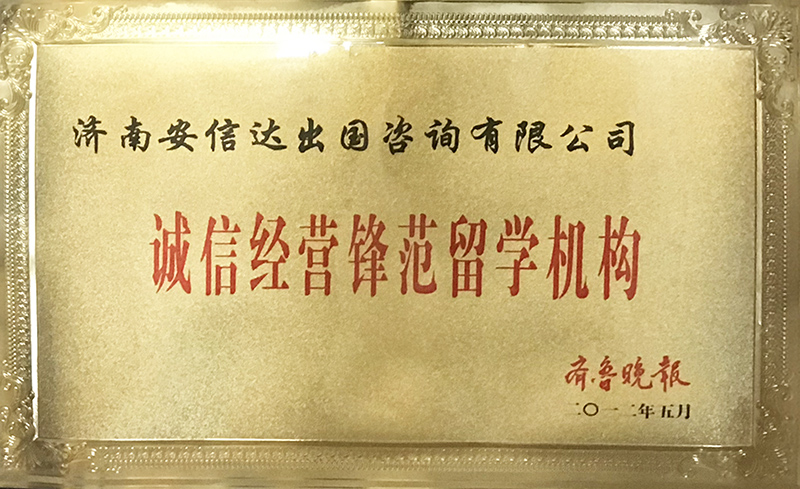 济南安信达出国咨询有限公司
诚信经营锋范留学机构
齐鲁晚报
二〇一二年五月